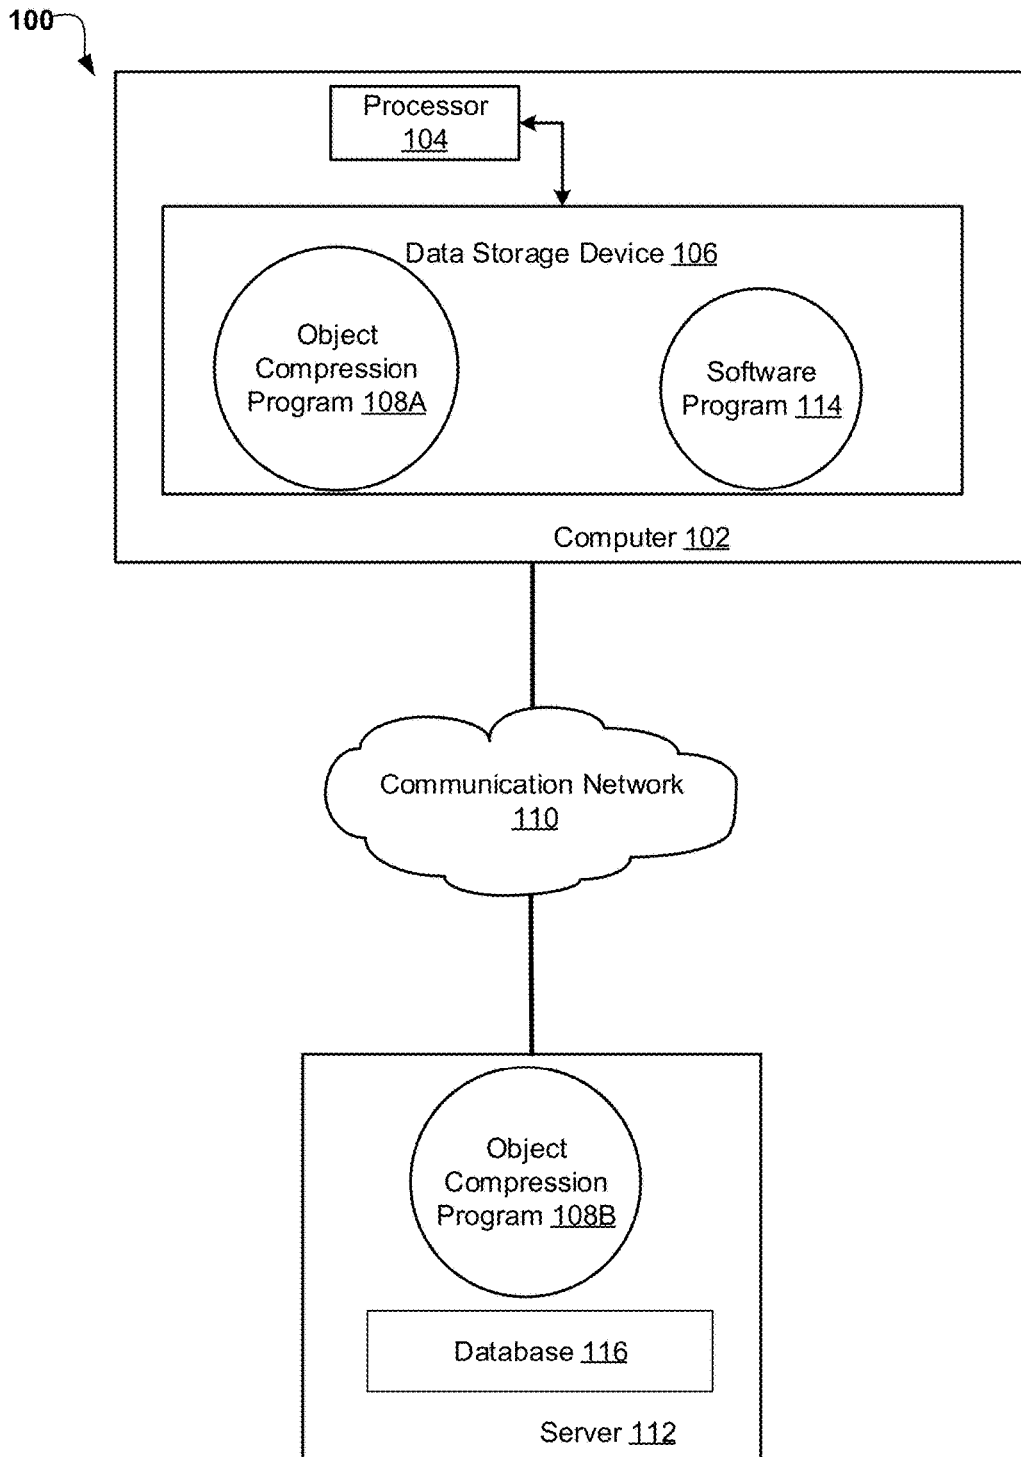 100
Processor
104
Data Storage Device 106
Object
Compression
Program 108A
Software
Program 114
Computer 102
Communication Network
110
Object
Compression
Program 108B
Database 116
Server 112